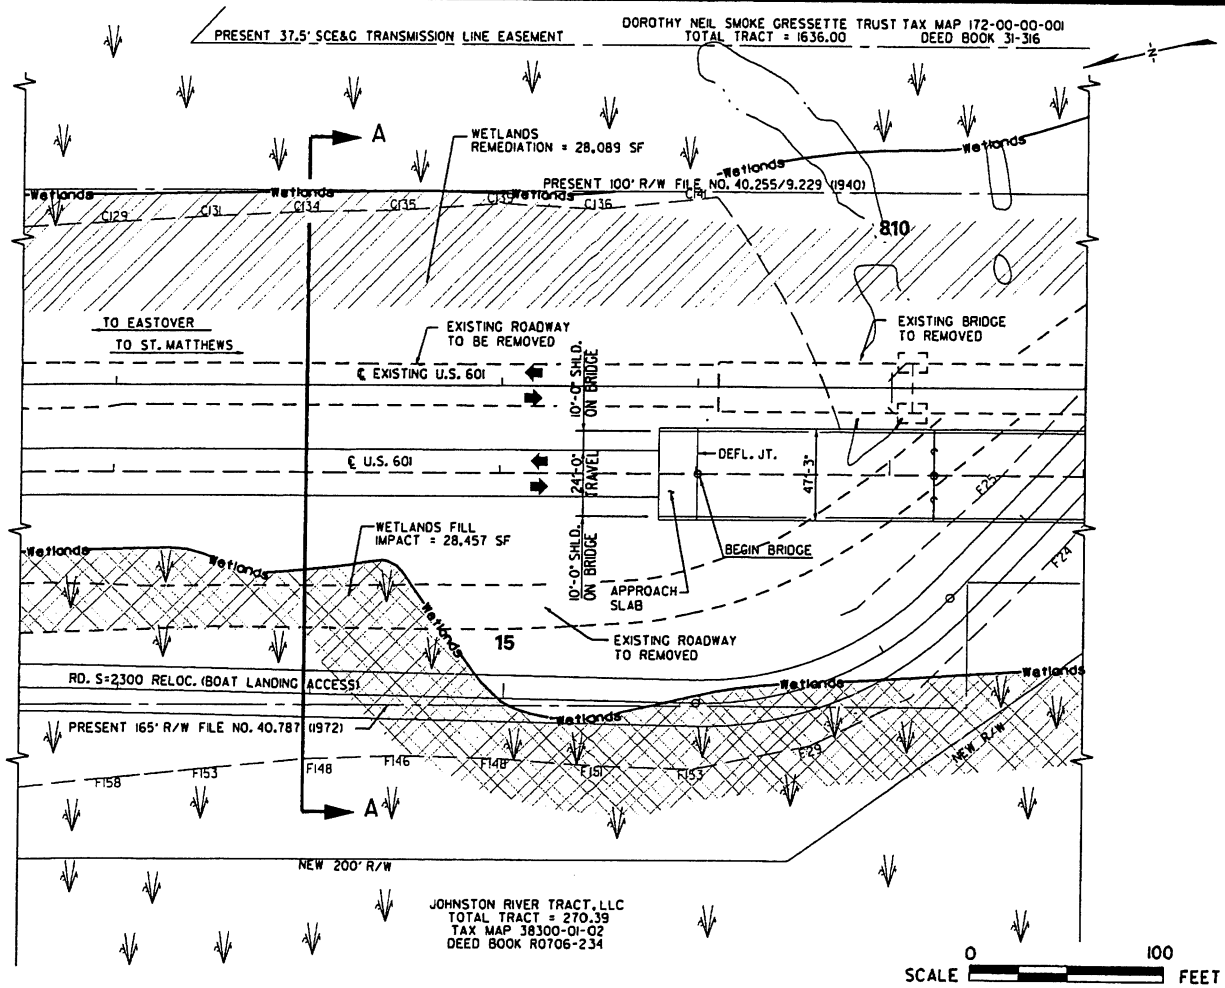 DOROTHY NEIL SMOKE GRESSETTE TRUST TAX MAP 172-00-00-001
TOTAL TRACT = 1636.00 DEED BOOK 31-316
PRESENT 37.5' SCE&G TRANSMISSION LINE EASEMENT
N
A
WETLANDS
REMEDIATION = 28,089 SF
Wetlands
Wetlands
PRESENT 100' R/W FILE NO. 40.255/9.229 (1940)
Wetlands
Wetlands
Wetlands
C129
C131
C134
C135
C139
C136
C141
810
TO EASTOVER
TO ST. MATTHEWS
EXISTING ROADWAY
TO BE REMOVED
EXISTING BRIDGE
TO REMOVED
℄ EXISTING U.S. 601
10'-0" SHLD.
ON BRIDGE
℄ U.S. 601
24'-0"
TRAVEL
DEFL. JT.
47'-3"
F25
WETLANDS FILL
IMPACT = 28,457 SF
10'-0" SHLD.
ON BRIDGE
BEGIN BRIDGE
Wetlands
Wetlands
F24
APPROACH
SLAB
Wetlands
15
EXISTING ROADWAY
TO REMOVED
RD. S-2300 RELOC. (BOAT LANDING ACCESS)
Wetlands
Wetlands
Wetlands
PRESENT 165' R/W FILE NO. 40.787 (1972)
NEW R/W
F158
F153
F148
F146
F148
F151
F153
F29
A
NEW 200' R/W
JOHNSTON RIVER TRACT, LLC
TOTAL TRACT = 270.39
TAX MAP 38300-01-02
DEED BOOK R0706-234
0 100
SCALE FEET